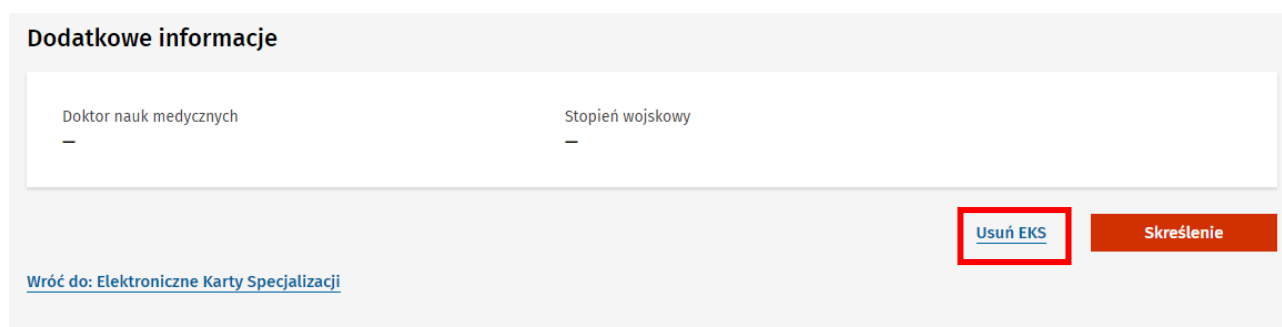 Dodatkowe informacje
Doktor nauk medycznych
Stopień wojskowy
–
–
Usuń EKS
Skreślenie
Wróć do: Elektroniczne Karty Specjalizacji